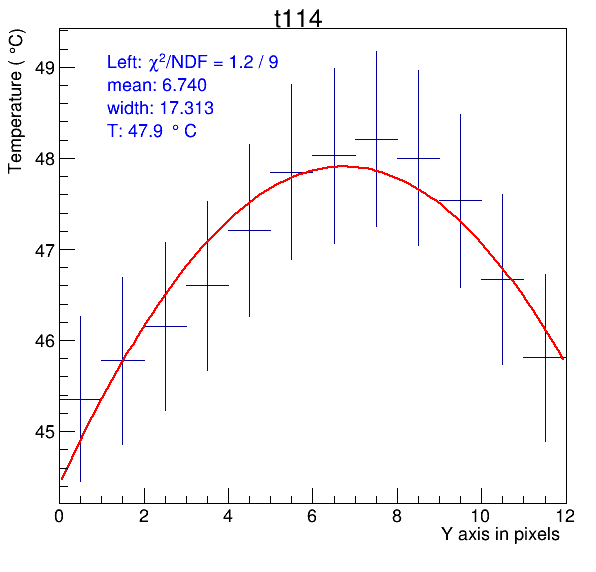 t114
Temperature ( °C)
Left: χ²/NDF = 1.2 / 9
mean: 6.740
width: 17.313
T: 47.9 ° C
49
48
47
46
45
0 2 4 6 8 10 12
Y axis in pixels